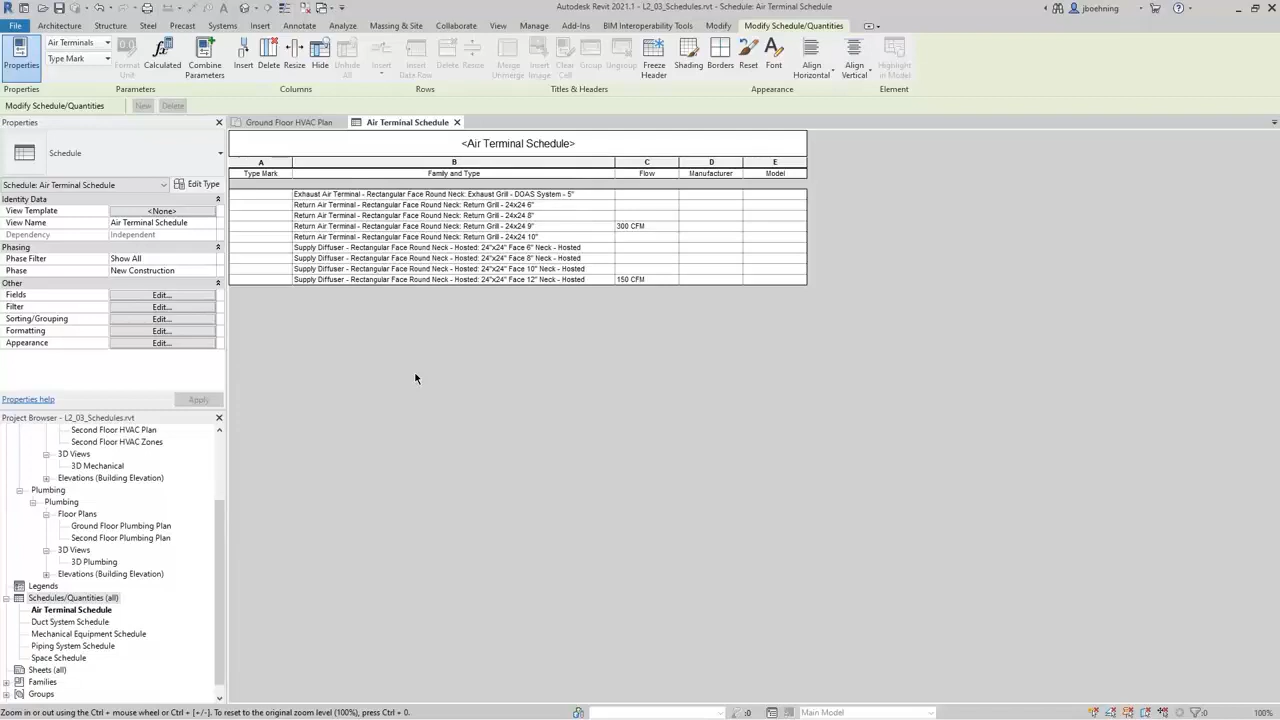 Autodesk Revit 2021.1 - L2_03_Schedules.rvt - Schedule: Air Terminal Schedule
jboehning
File Architecture Structure Steel Precast Systems Insert Annotate Analyze Massing & Site Collaborate View Manage Add-Ins BIM Interoperability Tools Modify Modify Schedule/Quantities
Air Terminals
Type Mark
Properties
Format Unit
Calculated
Combine Parameters
Insert
Delete
Resize
Hide
Unhide All
Insert
Insert Data Row
Delete
Resize
Merge Unmerge
Insert Image
Clear Cell
Group
Ungroup
Freeze Header
Shading
Borders
Reset
Font
Align Horizontal
Align Vertical
Highlight in Model
Properties Parameters Columns Rows Titles & Headers Appearance Element
Modify Schedule/Quantities New Delete
Properties
Schedule
Schedule: Air Terminal Schedule Edit Type
Identity Data
View Template <None>
View Name Air Terminal Schedule
Dependency Independent
Phasing
Phase Filter Show All
Phase New Construction
Other
Fields Edit...
Filter Edit...
Sorting/Grouping Edit...
Formatting Edit...
Appearance Edit...
Properties help Apply
Project Browser - L2_03_Schedules.rvt
Second Floor HVAC Plan
Second Floor HVAC Zones
3D Views
3D Mechanical
Elevations (Building Elevation)
Plumbing
Plumbing
Floor Plans
Ground Floor Plumbing Plan
Second Floor Plumbing Plan
3D Views
3D Plumbing
Elevations (Building Elevation)
Legends
Schedules/Quantities (all)
Air Terminal Schedule
Duct System Schedule
Mechanical Equipment Schedule
Piping System Schedule
Space Schedule
Sheets (all)
Families
Groups
Ground Floor HVAC Plan Air Terminal Schedule
<Air Terminal Schedule>
A B C D E
Type Mark Family and Type Flow Manufacturer Model
Exhaust Air Terminal - Rectangular Face Round Neck: Exhaust Grill - DOAS System - 5"
Return Air Terminal - Rectangular Face Round Neck: Return Grill - 24x24 6"
Return Air Terminal - Rectangular Face Round Neck: Return Grill - 24x24 8"
Return Air Terminal - Rectangular Face Round Neck: Return Grill - 24x24 9" 300 CFM
Return Air Terminal - Rectangular Face Round Neck: Return Grill - 24x24 10"
Supply Diffuser - Rectangular Face Round Neck - Hosted: 24"x24" Face 6" Neck - Hosted
Supply Diffuser - Rectangular Face Round Neck - Hosted: 24"x24" Face 8" Neck - Hosted
Supply Diffuser - Rectangular Face Round Neck - Hosted: 24"x24" Face 10" Neck - Hosted
Supply Diffuser - Rectangular Face Round Neck - Hosted: 24"x24" Face 12" Neck - Hosted 150 CFM
Zoom in or out using the Ctrl + mouse wheel or Ctrl + [+/-]. To reset to the original zoom level (100%), press Ctrl + 0. :0 Main Model :0 100%